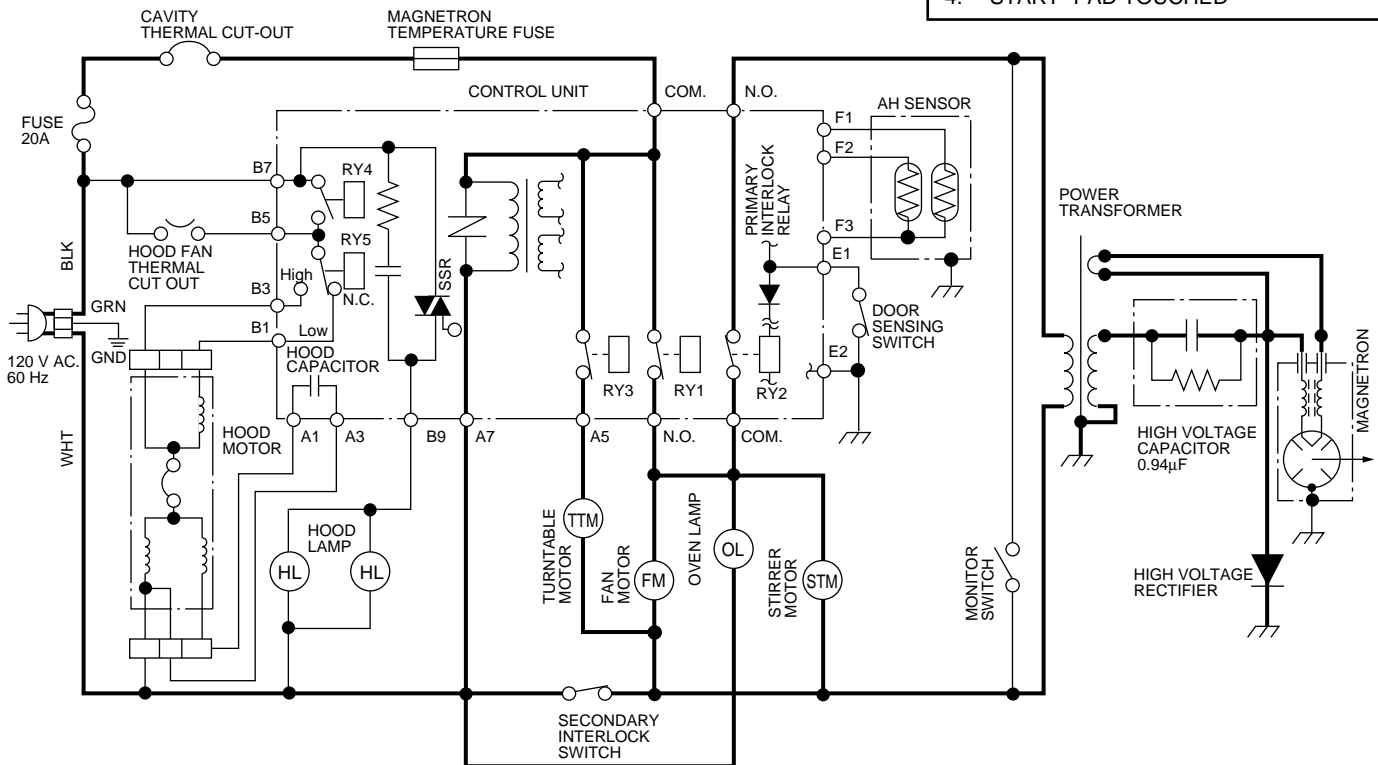 4. "START" PAD TOUCHED
CAVITY
THERMAL CUT-OUT
MAGNETRON
TEMPERATURE FUSE
CONTROL UNIT
COM.
N.O.
AH SENSOR
FUSE
20A
F1
F2
F3
E1
E2
B7
RY4
B5
RY5
HOOD FAN
THERMAL
CUT OUT
High
N.C.
B3
B1
Low
SSR
PRIMARY
INTERLOCK
RELAY
POWER
TRANSFORMER
BLK
GRN
GND
120 V AC.
60 Hz
WHT
HOOD
CAPACITOR
DOOR
SENSING
SWITCH
RY3
RY1
RY2
HOOD
MOTOR
A1
A3
B9
A7
A5
N.O.
COM.
HIGH VOLTAGE
CAPACITOR
0.94µF
MAGNETRON
HOOD
LAMP
HL
HL
TURNTABLE
MOTOR
TTM
FAN
MOTOR
FM
OVEN LAMP
OL
STIRRER
MOTOR
STM
MONITOR
SWITCH
HIGH VOLTAGE
RECTIFIER
SECONDARY
INTERLOCK
SWITCH